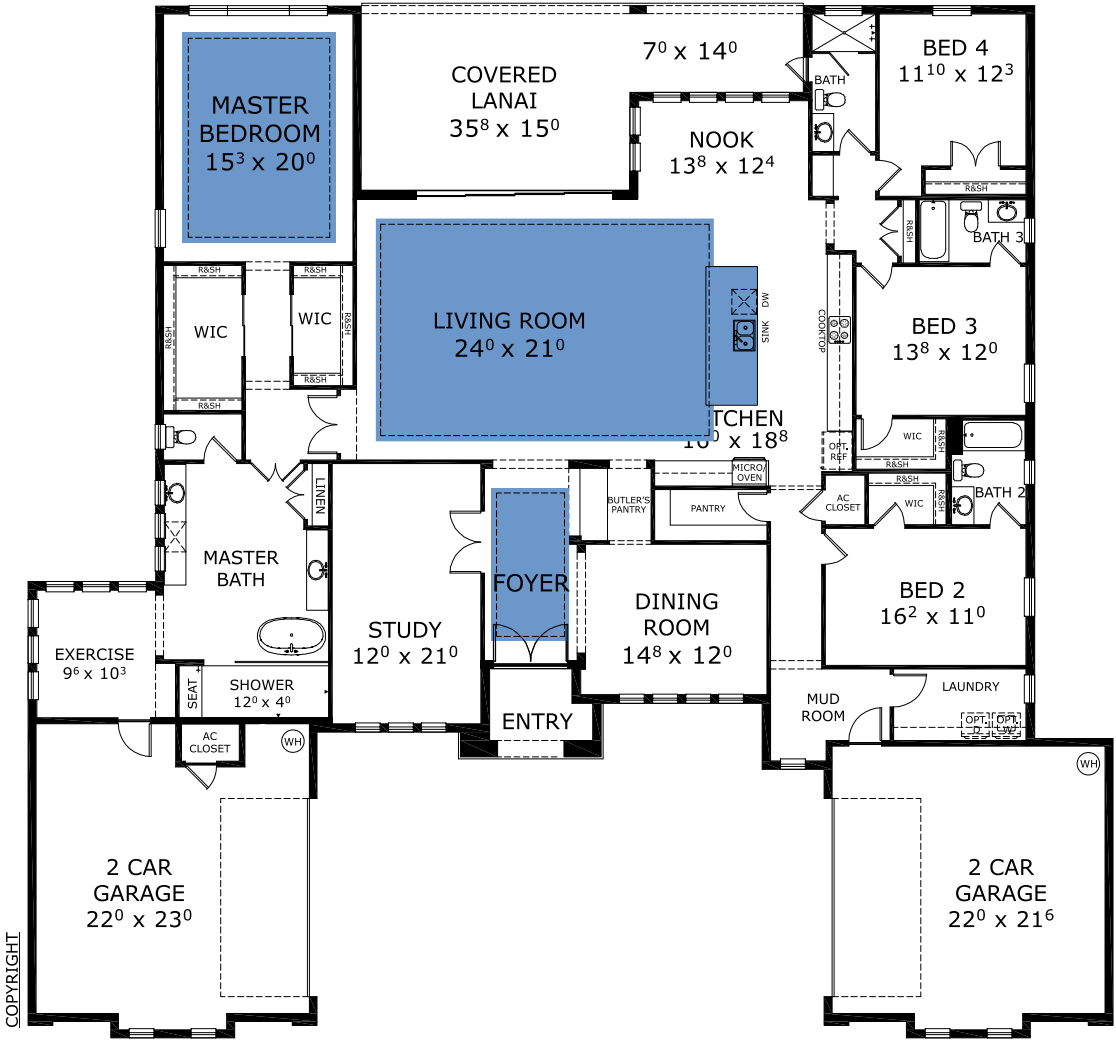 MASTER
BEDROOM
15³ x 20⁰
COVERED
LANAI
35⁸ x 15⁰
7⁰ x 14⁰
NOOK
13⁸ x 12⁴
BATH
BED 4
11¹⁰ x 12³
R&SH
R&SH
BATH 3
R&SH
WIC
R&SH
R&SH
R&SH
WIC
R&SH
R&SH
LIVING ROOM
24⁰ x 21⁰
DW
SINK
COOKTOP
BED 3
13⁸ x 12⁰
TCHEN
16⁰ x 18⁸
OPT.
REF
WIC
R&SH
R&SH
MICRO/
OVEN
LINEN
BUTLER'S
PANTRY
PANTRY
AC
CLOSET
R&SH
WIC
R&SH
BATH 2
MASTER
BATH
FOYER
STUDY
12⁰ x 21⁰
DINING
ROOM
14⁸ x 12⁰
BED 2
16² x 11⁰
EXERCISE
9⁶ x 10³
SEAT
SHOWER
12⁰ x 4⁰
ENTRY
MUD
ROOM
LAUNDRY
OPT.
D
OPT.
W
AC
CLOSET
WH
WH
2 CAR
GARAGE
22⁰ x 23⁰
2 CAR
GARAGE
22⁰ x 21⁶
COPYRIGHT